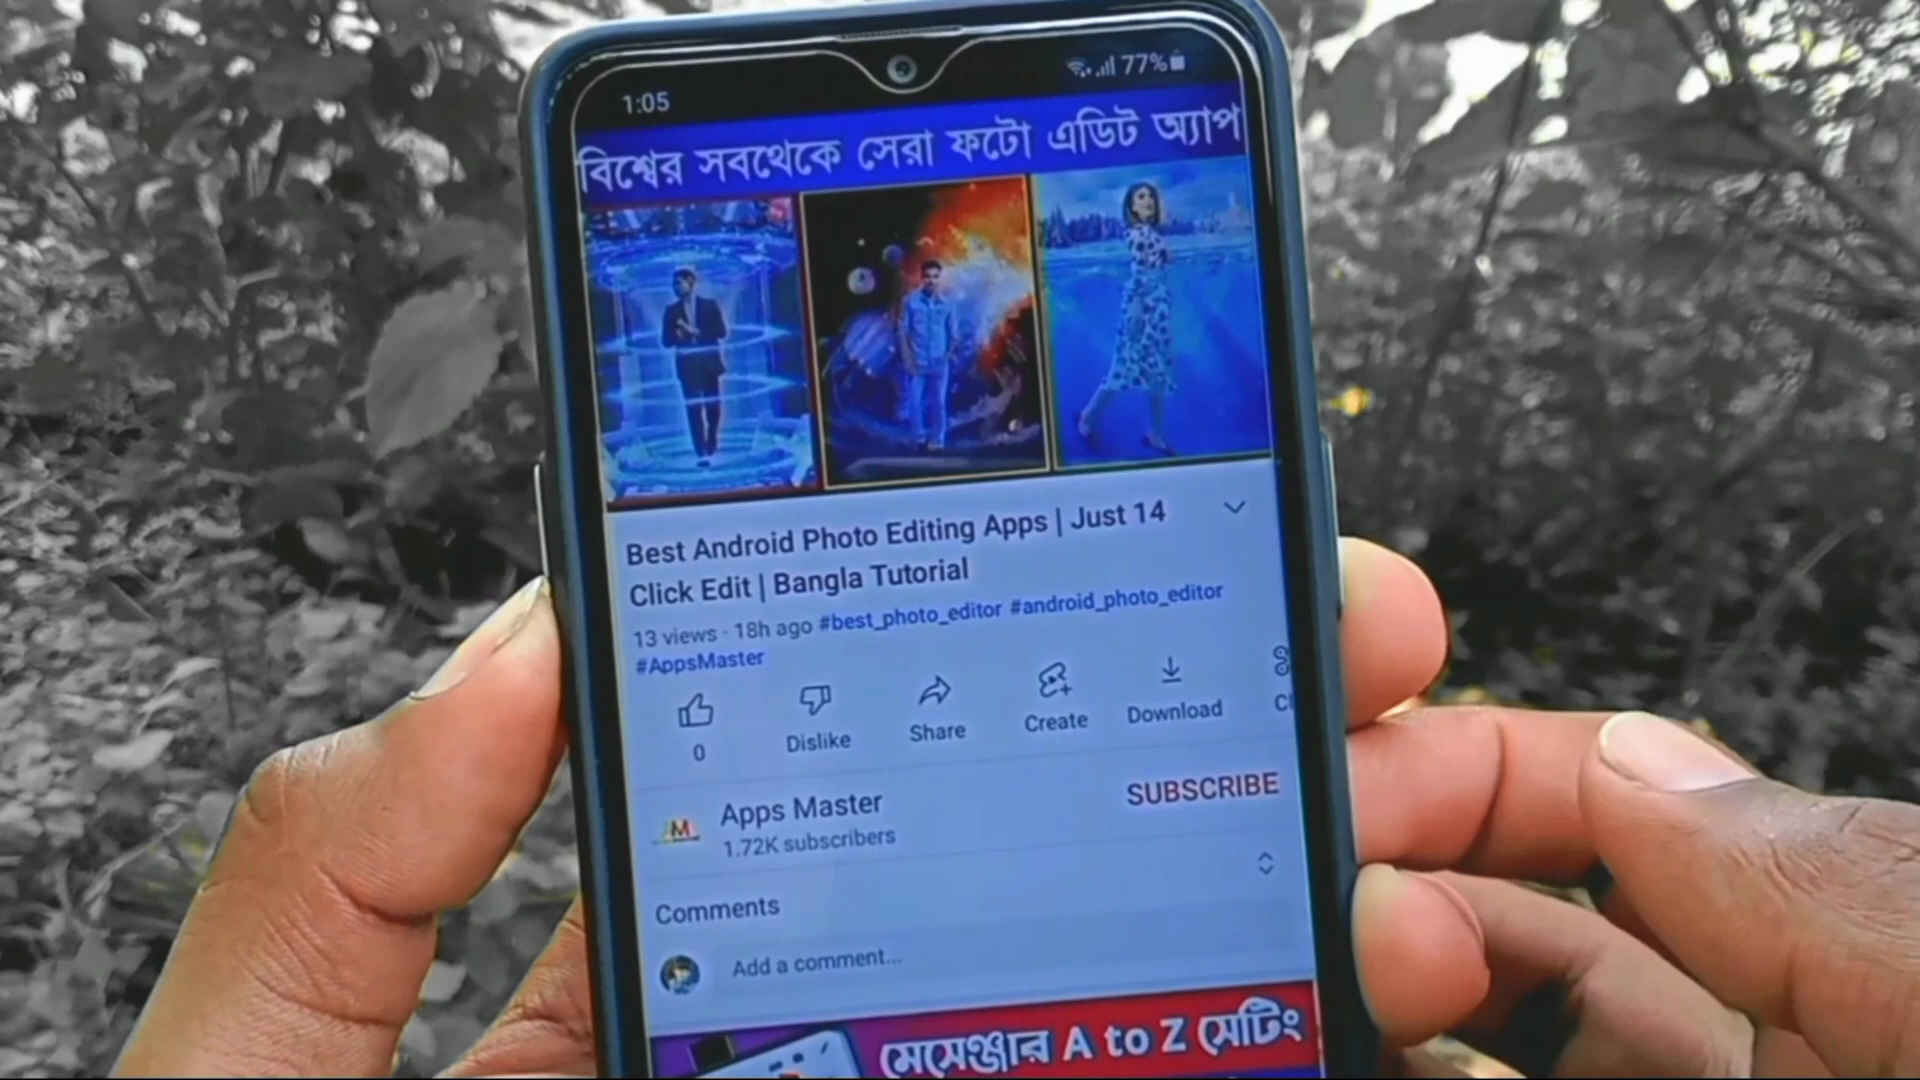 1:05 77%
বিশ্বের সবথেকে সেরা ফটো এডিট অ্যাপ
Best Android Photo Editing Apps | Just 14
Click Edit | Bangla Tutorial
13 views · 18h ago #best_photo_editor #android_photo_editor
#AppsMaster
0 Dislike Share Create Download
Apps Master SUBSCRIBE
1.72K subscribers
Comments
Add a comment...
মেসেঞ্জার A to Z সেটিং